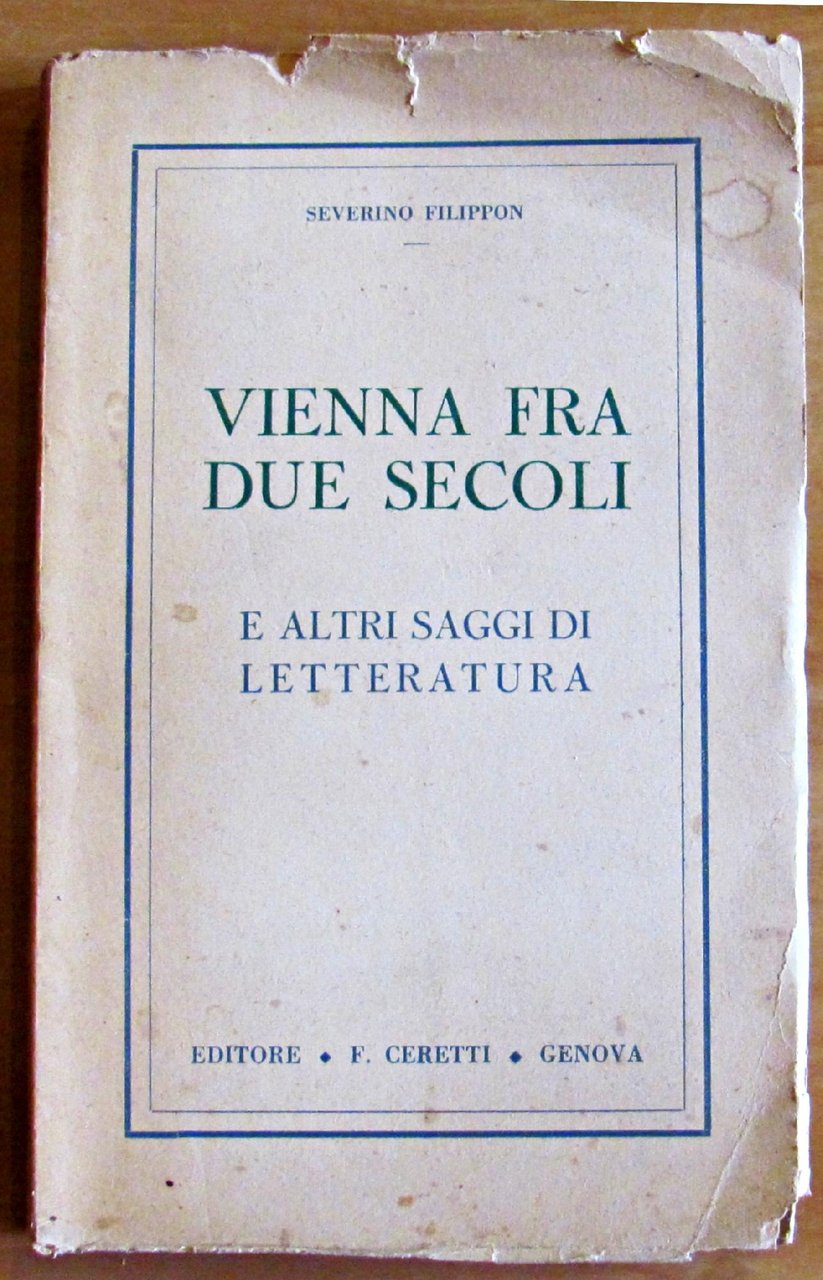 SEVERINO FILIPPON
VIENNA FRA
DUE SECOLI
E ALTRI SAGGI DI
LETTERATURA
EDITORE ◆ F. CERETTI ◆ GENOVA